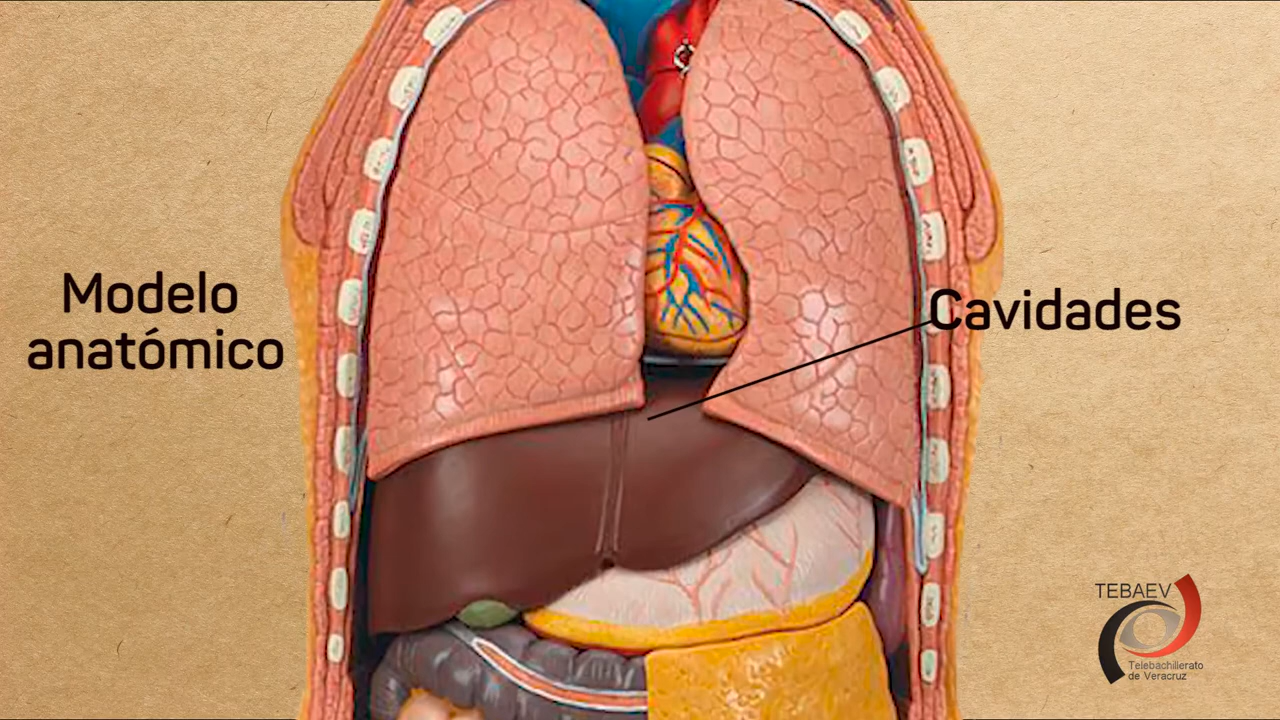 Modelo
anatómico
Cavidades
TEBAEV
Telebachillerato
de Veracruz